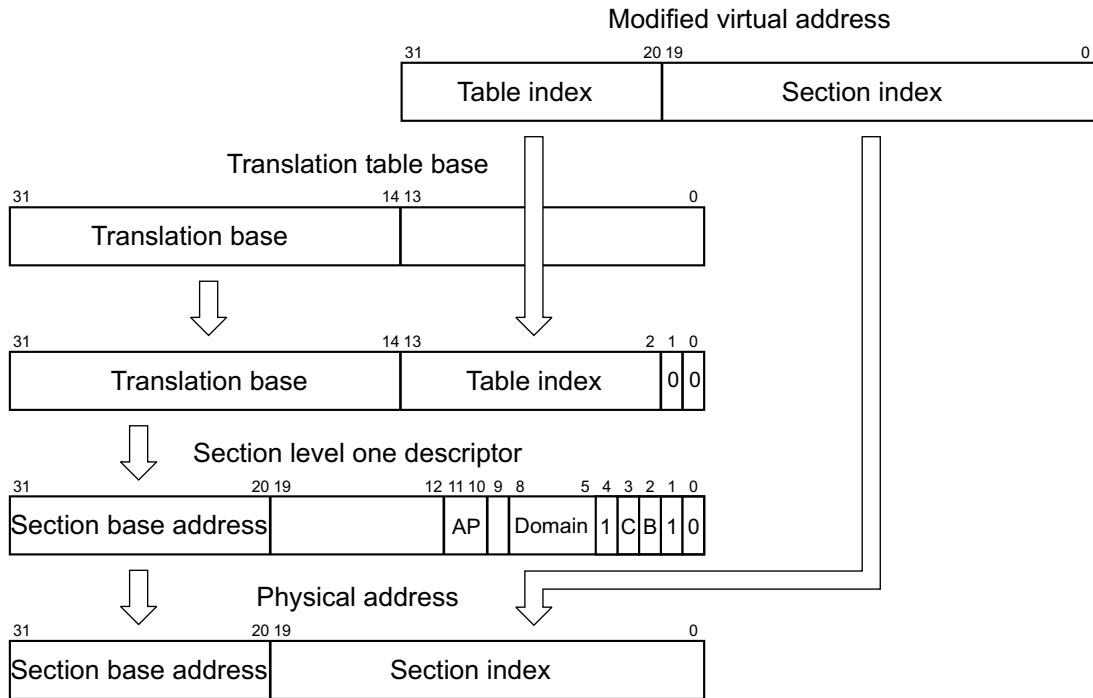 Modified virtual address
31 20 19 0
Table index Section index
Translation table base
31 14 13 0
Translation base
31 14 13 2 1 0
Translation base Table index 0 0
Section level one descriptor
31 20 19 12 11 10 9 8 5 4 3 2 1 0
Section base address AP Domain 1 C B 1 0
Physical address
31 20 19 0
Section base address Section index